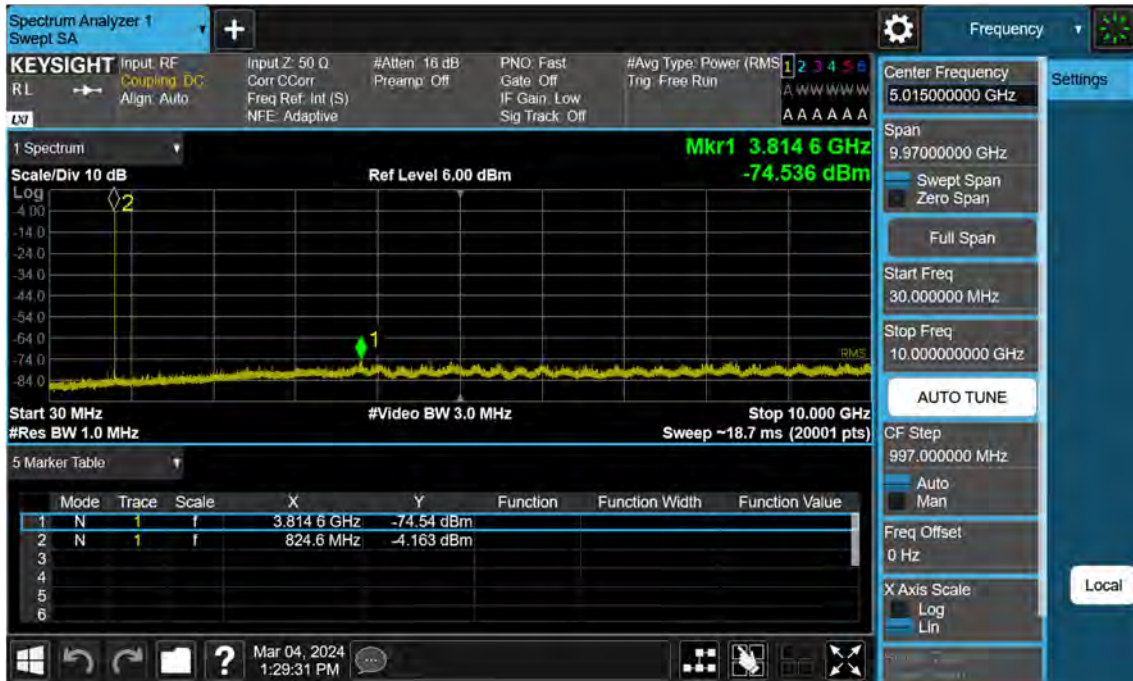 Spectrum Analyzer 1
Swept SA
+
Frequency
KEYSIGHT
RL
LXI
Input: RF
Coupling: DC
Align: Auto
Input Z: 50 Ω
Corr CCorr
Freq Ref: Int (S)
NFE: Adaptive
#Atten: 16 dB
Preamp: Off
PNO: Fast
Gate: Off
IF Gain: Low
Sig Track: Off
#Avg Type: Power (RMS
Trig: Free Run
1 2 3 4 5 6
A W W W W W
A A A A A A
Center Frequency
5.015000000 GHz
Settings
1 Spectrum
Mkr1 3.814 6 GHz
Scale/Div 10 dB
Ref Level 6.00 dBm
-74.536 dBm
Log
2
-4.00
-14.0
-24.0
-34.0
-44.0
-54.0
-64.0
1
-74.0
RMS
-84.0
Start 30 MHz
#Video BW 3.0 MHz
Stop 10.000 GHz
#Res BW 1.0 MHz
Sweep ~18.7 ms (20001 pts)
Span
9.97000000 GHz
Swept Span
Zero Span
Full Span
Start Freq
30.000000 MHz
Stop Freq
10.000000000 GHz
AUTO TUNE
CF Step
997.000000 MHz
Auto
Man
Freq Offset
0 Hz
X Axis Scale
Log
Lin
Local
5 Marker Table
Mode Trace Scale X Y Function Function Width Function Value
1 N 1 f 3.814 6 GHz -74.54 dBm
2 N 1 f 824.6 MHz -4.163 dBm
3
4
5
6
?
Mar 04, 2024
1:29:31 PM